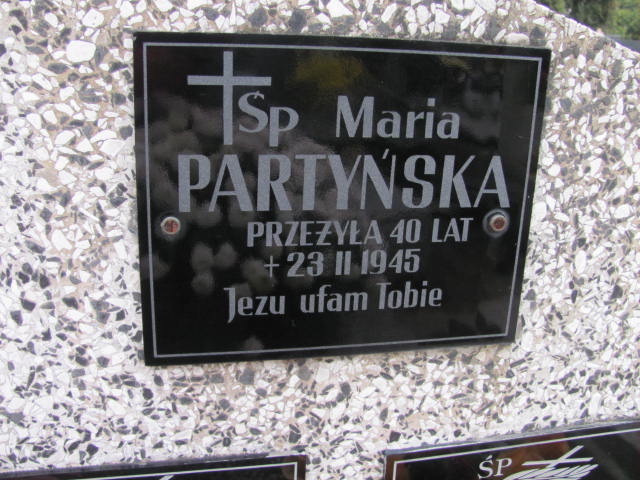 Śp Maria
PARTYŃSKA
PRZEŻYŁA 40 LAT
+ 23 II 1945
Jezu ufam Tobie
ŚP